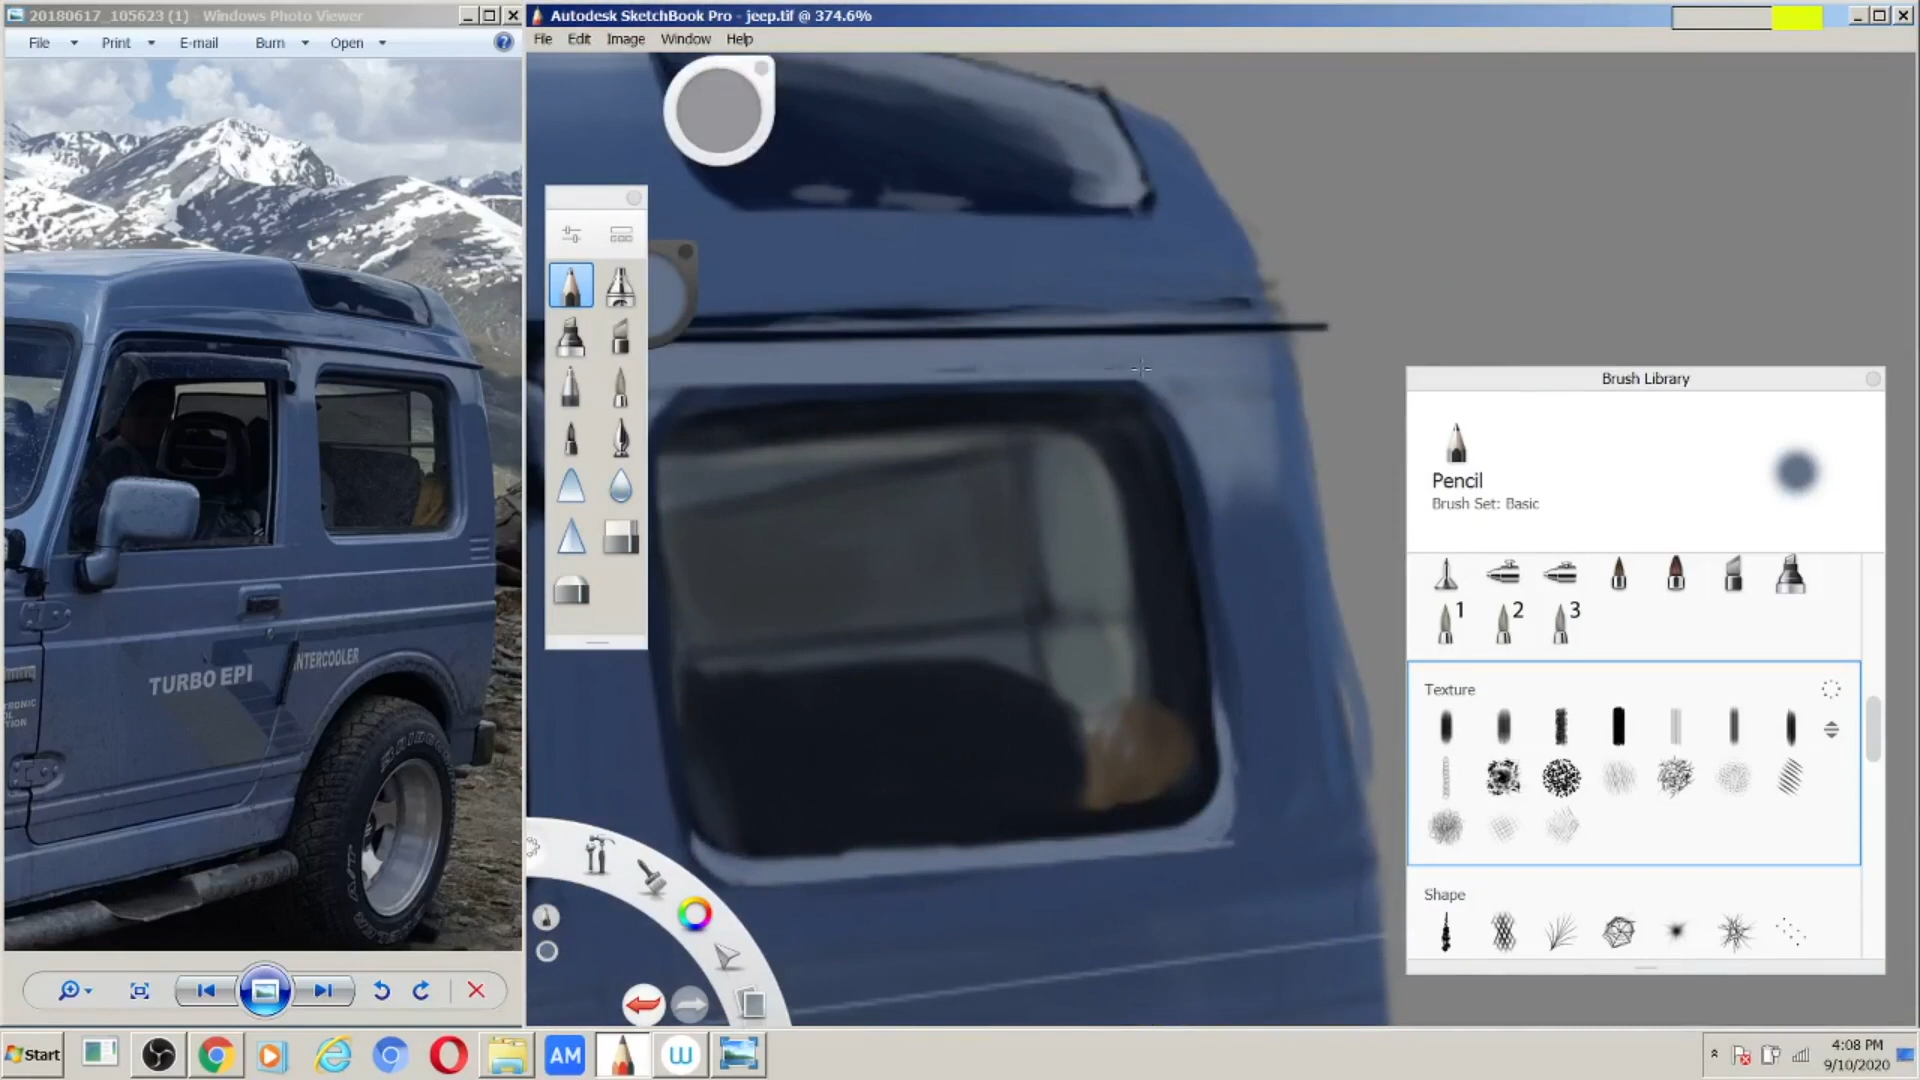 20180617_105623 (1) - Windows Photo Viewer
File Print E-mail Burn Open
TURBO EPI
INTERCOOLER
Autodesk SketchBook Pro - jeep.tif @ 374.6%
File Edit Image Window Help
Brush Library
Pencil
Brush Set: Basic
1 2 3
Texture
Shape
Start
AM
4:08 PM
9/10/2020